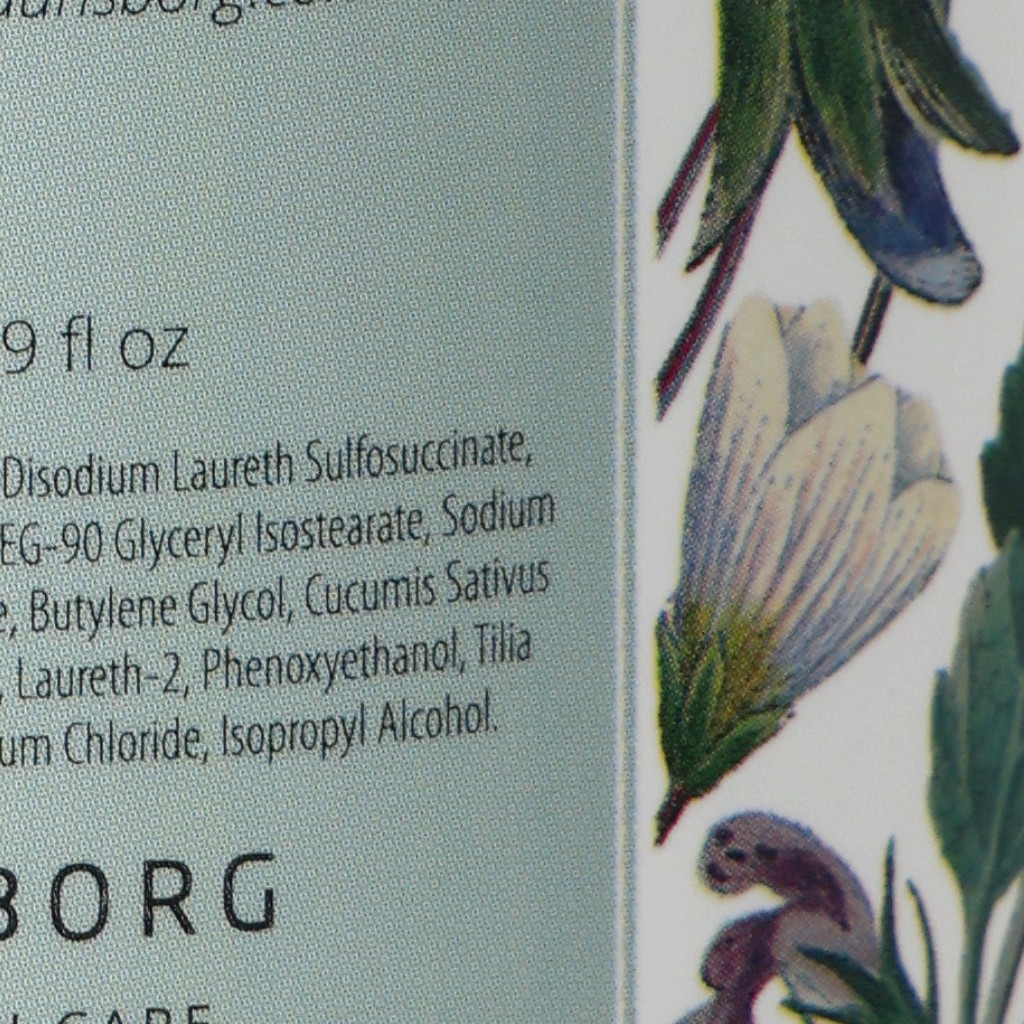 9 fl oz
Disodium Laureth Sulfosuccinate,
EG-90 Glyceryl Isostearate, Sodium
e, Butylene Glycol, Cucumis Sativus
, Laureth-2, Phenoxyethanol, Tilia
um Chloride, Isopropyl Alcohol.
BORG
CARE